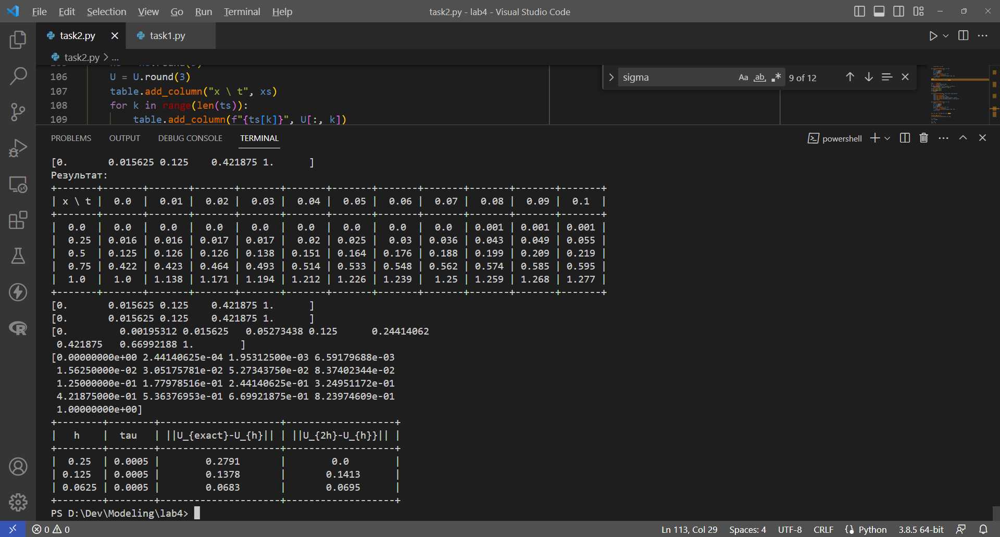 File Edit Selection View Go Run Terminal Help task2.py - lab4 - Visual Studio Code
task2.py task1.py
task2.py > ...
106 U = U.round(3)
107 table.add_column("x \ t", xs)
108 for k in range(len(ts)):
109 table.add_column(f"{ts[k]}", U[:, k])
sigma Aa ab 9 of 12
PROBLEMS OUTPUT DEBUG CONSOLE TERMINAL powershell
[0.       0.015625 0.125    0.421875 1.      ]
Результат:
+-------+-------+-------+-------+-------+-------+-------+-------+-------+-------+-------+-------+
| x \ t |  0.0  |  0.01 |  0.02 |  0.03 |  0.04 |  0.05 |  0.06 |  0.07 |  0.08 |  0.09 |  0.1  |
+-------+-------+-------+-------+-------+-------+-------+-------+-------+-------+-------+-------+
|  0.0  |  0.0  |  0.0  |  0.0  |  0.0  |  0.0  |  0.0  |  0.0  |  0.0  | 0.001 | 0.001 | 0.001 |
|  0.25 | 0.016 | 0.016 | 0.017 | 0.017 |  0.02 | 0.025 |  0.03 | 0.036 | 0.043 | 0.049 | 0.055 |
|  0.5  | 0.125 | 0.126 | 0.126 | 0.138 | 0.151 | 0.164 | 0.176 | 0.188 | 0.199 | 0.209 | 0.219 |
|  0.75 | 0.422 | 0.423 | 0.464 | 0.493 | 0.514 | 0.533 | 0.548 | 0.562 | 0.574 | 0.585 | 0.595 |
|  1.0  |  1.0  | 1.138 | 1.171 | 1.194 | 1.212 | 1.226 | 1.239 |  1.25 | 1.259 | 1.268 | 1.277 |
+-------+-------+-------+-------+-------+-------+-------+-------+-------+-------+-------+-------+
[0.       0.015625 0.125    0.421875 1.      ]
[0.       0.015625 0.125    0.421875 1.      ]
[0.         0.00195312 0.015625   0.05273438 0.125      0.24414062
 0.421875   0.66992188 1.        ]
[0.00000000e+00 2.44140625e-04 1.95312500e-03 6.59179688e-03
 1.56250000e-02 3.05175781e-02 5.27343750e-02 8.37402344e-02
 1.25000000e-01 1.77978516e-01 2.44140625e-01 3.24951172e-01
 4.21875000e-01 5.36376953e-01 6.69921875e-01 8.23974609e-01
 1.00000000e+00]
+--------+--------+---------------------+-------------------+
|   h    |  tau   | ||U_{exact}-U_{h}|| | ||U_{2h}-U_{h}}|| |
+--------+--------+---------------------+-------------------+
|  0.25  | 0.0005 |        0.2791       |        0.0        |
| 0.125  | 0.0005 |        0.1378       |       0.1413      |
| 0.0625 | 0.0005 |        0.0683       |       0.0695      |
+--------+--------+---------------------+-------------------+
PS D:\Dev\Modeling\lab4>
0 0 Ln 113, Col 29 Spaces: 4 UTF-8 CRLF Python 3.8.5 64-bit